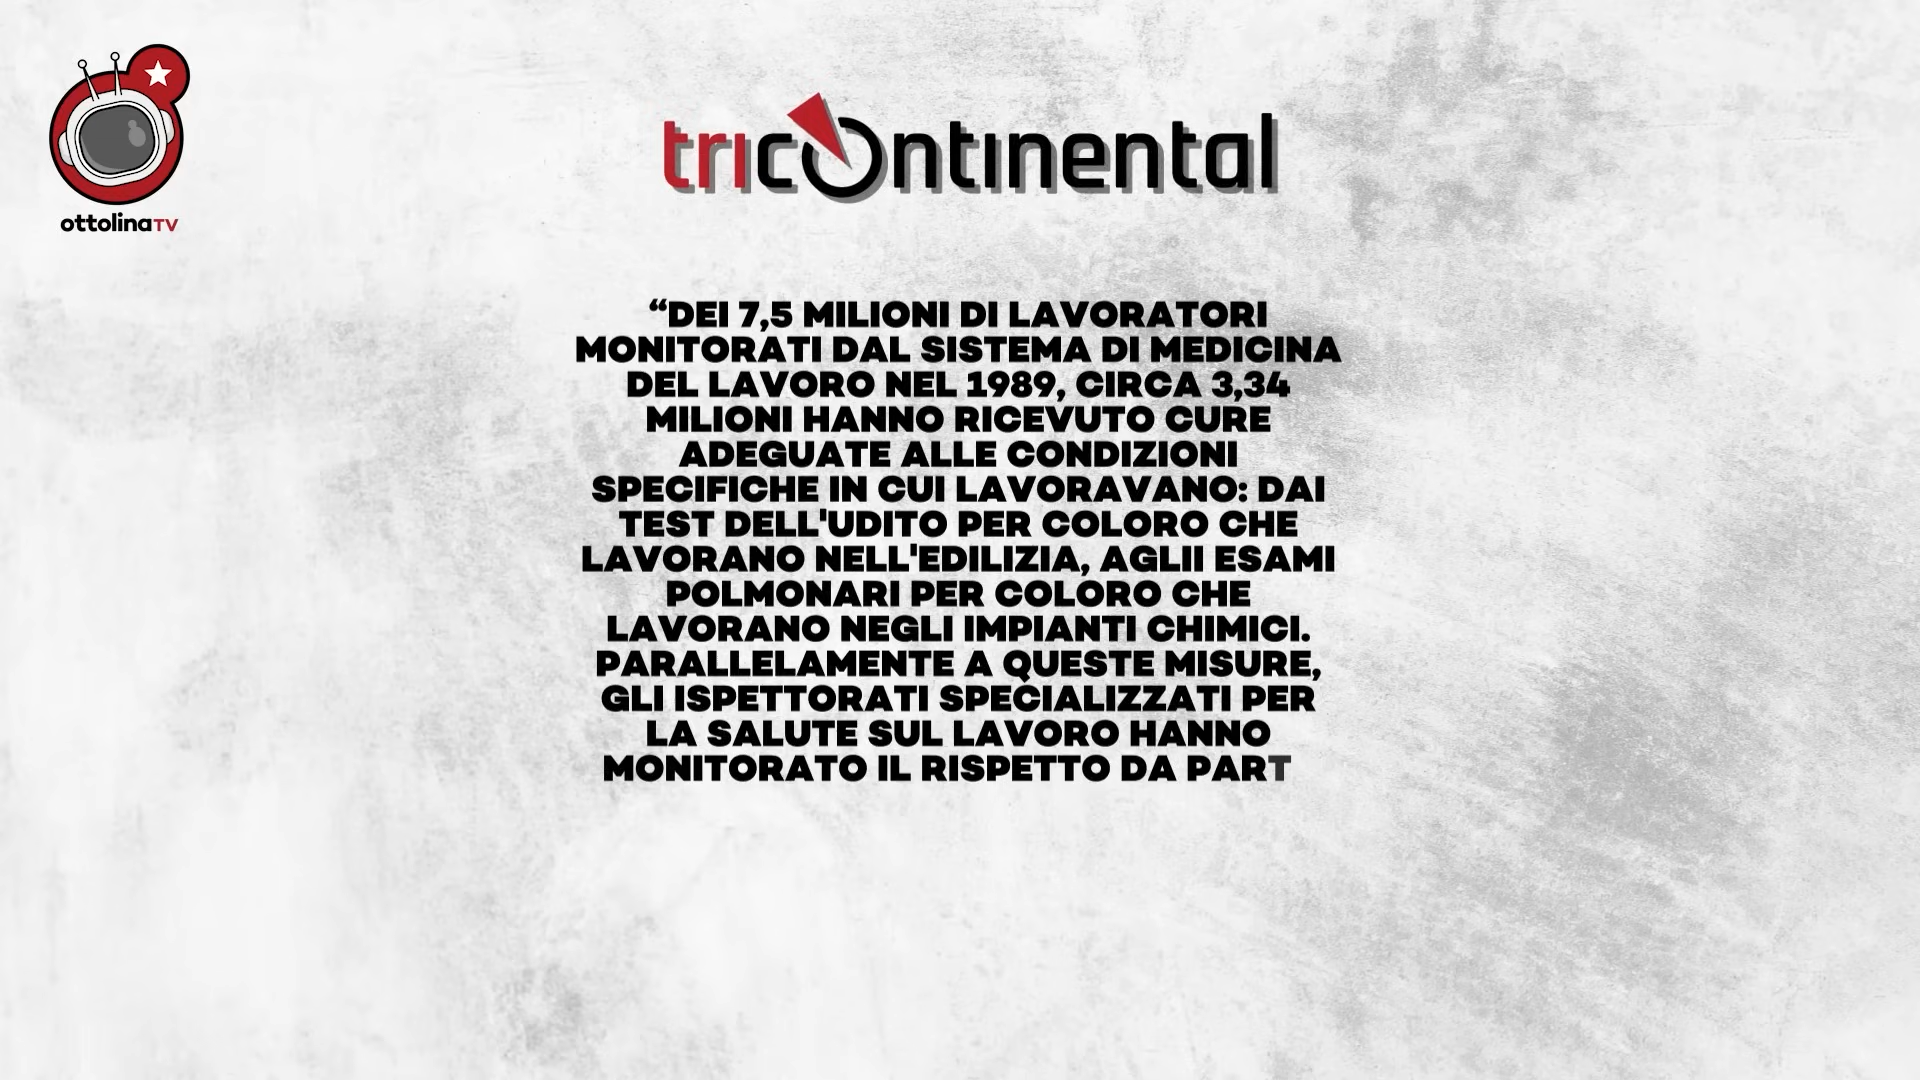 ottolinaTV
tricontinental
“DEI 7,5 MILIONI DI LAVORATORI
MONITORATI DAL SISTEMA DI MEDICINA
DEL LAVORO NEL 1989, CIRCA 3,34
MILIONI HANNO RICEVUTO CURE
ADEGUATE ALLE CONDIZIONI
SPECIFICHE IN CUI LAVORAVANO: DAI
TEST DELL'UDITO PER COLORO CHE
LAVORANO NELL'EDILIZIA, AGLII ESAMI
POLMONARI PER COLORO CHE
LAVORANO NEGLI IMPIANTI CHIMICI.
PARALLELAMENTE A QUESTE MISURE,
GLI ISPETTORATI SPECIALIZZATI PER
LA SALUTE SUL LAVORO HANNO
MONITORATO IL RISPETTO DA PART